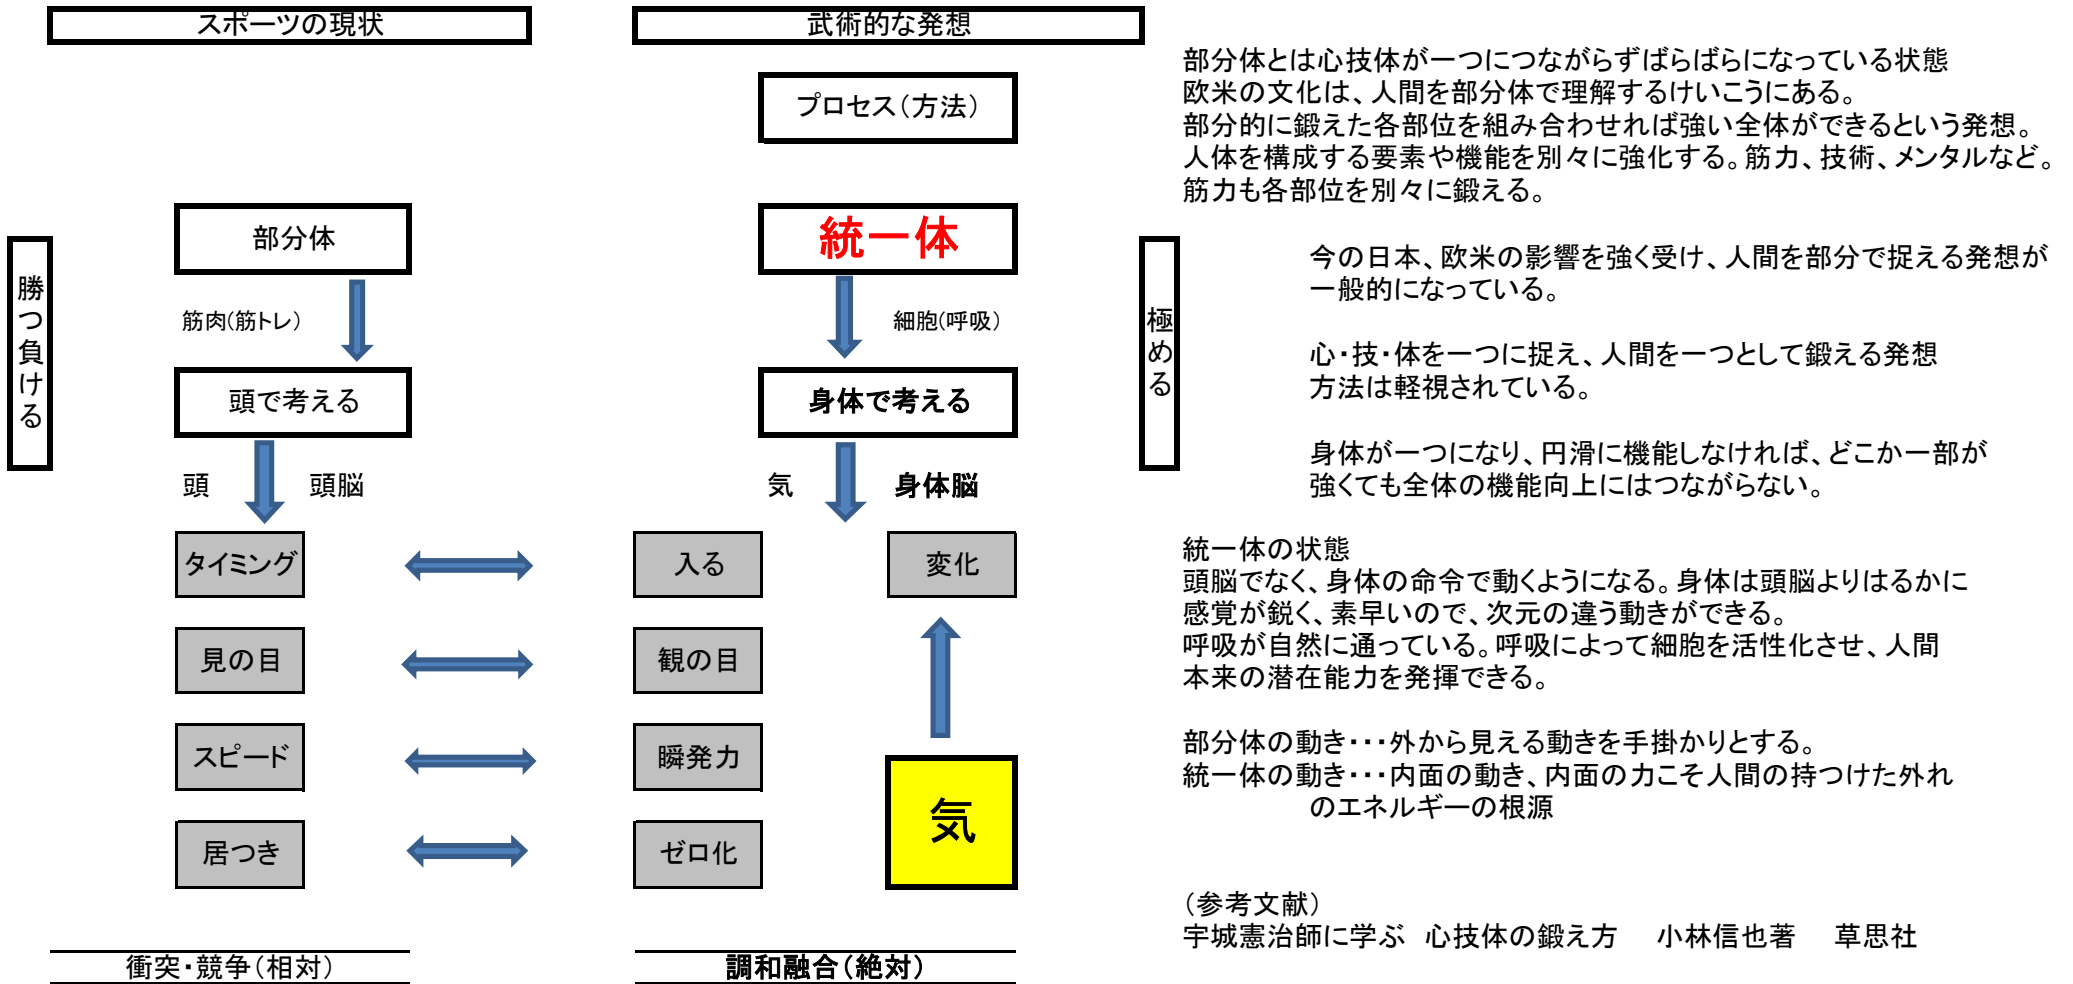 スポーツの現状
武術的な発想
プロセス(方法)
部分体
統一体
勝つ負ける
極める
筋肉(筋トレ)
細胞(呼吸)
頭で考える
身体で考える
頭 頭脳
気 身体脳
タイミング
入る
変化
見の目
観の目
スピード
瞬発力
気
居つき
ゼロ化
衝突・競争(相対)
調和融合(絶対)
部分体とは心技体が一つにつながらずばらばらになっている状態
欧米の文化は、人間を部分体で理解するけいこうにある。
部分的に鍛えた各部位を組み合わせれば強い全体ができるという発想。
人体を構成する要素や機能を別々に強化する。筋力、技術、メンタルなど。
筋力も各部位を別々に鍛える。
今の日本、欧米の影響を強く受け、人間を部分で捉える発想が
一般的になっている。
心・技・体を一つに捉え、人間を一つとして鍛える発想
方法は軽視されている。
身体が一つになり、円滑に機能しなければ、どこか一部が
強くても全体の機能向上にはつながらない。
統一体の状態
頭脳でなく、身体の命令で動くようになる。身体は頭脳よりはるかに
感覚が鋭く、素早いので、次元の違う動きができる。
呼吸が自然に通っている。呼吸によって細胞を活性化させ、人間
本来の潜在能力を発揮できる。
部分体の動き・・・外から見える動きを手掛かりとする。
統一体の動き・・・内面の動き、内面の力こそ人間の持つけた外れ
のエネルギーの根源
(参考文献)
宇城憲治師に学ぶ 心技体の鍛え方 小林信也著 草思社